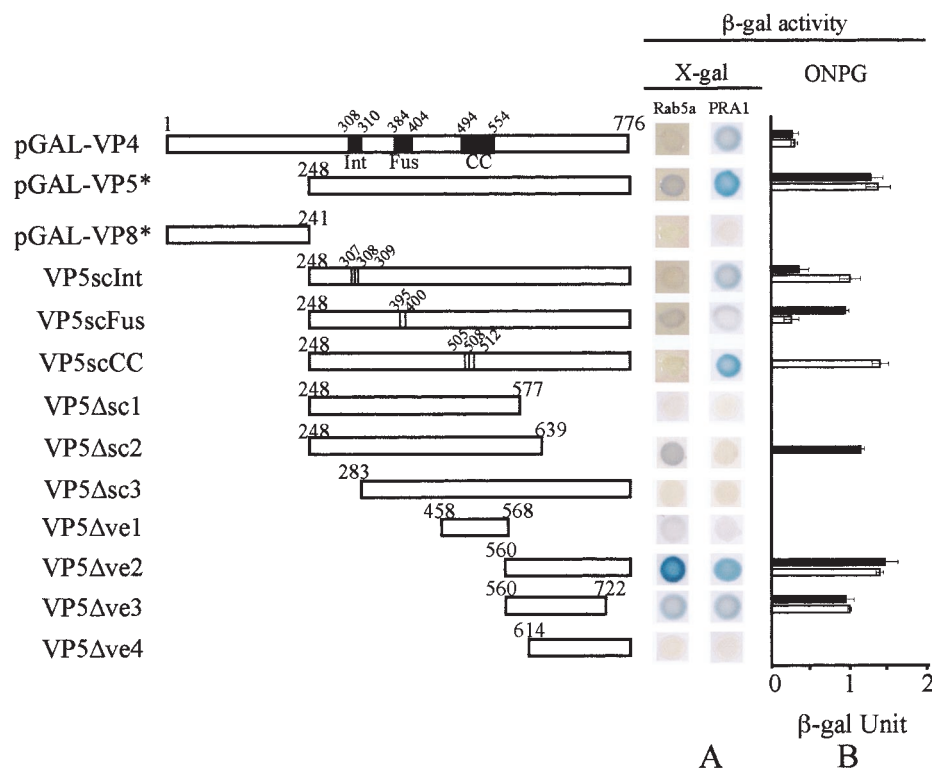 β-gal activity
X-gal ONPG
Rab5a PRA1
1 308 310 384 404 494 554 776
pGAL-VP4
Int Fus CC
pGAL-VP5* 248
pGAL-VP8* 241
VP5scInt 248 307 308 309
VP5scFus 248 395 400
VP5scCC 248 505 508 512
VP5Δsc1 248 577
VP5Δsc2 248 639
VP5Δsc3 283
VP5Δve1 458 568
VP5Δve2 560
VP5Δve3 560 722
VP5Δve4 614
0 1 2
β-gal Unit
A B